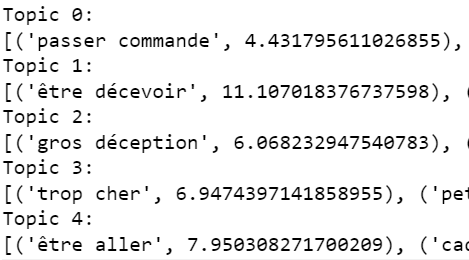 Topic 0:
[('passer commande', 4.431795611026855),
Topic 1:
[('être décevoir', 11.107018376737598), (
Topic 2:
[('gros déception', 6.068232947540783), (
Topic 3:
[('trop cher', 6.9474397141858955), ('pet
Topic 4:
[('être aller', 7.950308271700209), ('cad